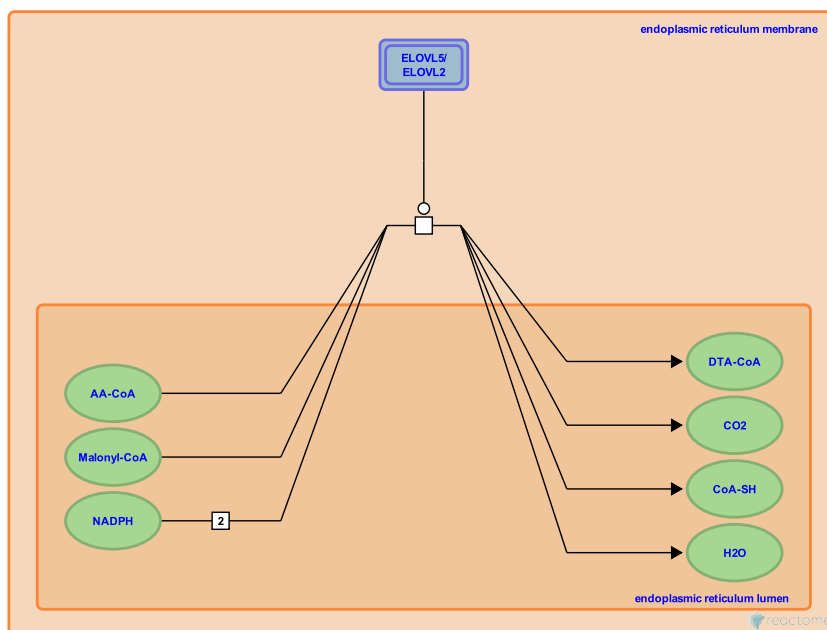 endoplasmic reticulum membrane
ELOVL5/
ELOVL2
AA-CoA
Malonyl-CoA
NADPH
2
DTA-CoA
CO2
CoA-SH
H2O
endoplasmic reticulum lumen